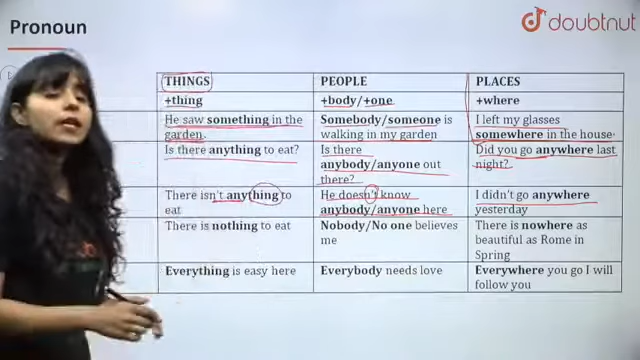 Pronoun
doubtnut
THINGS
PEOPLE
PLACES
+thing
+body/+one
+where
He saw something in the
garden.
Somebody/someone is
walking in my garden
I left my glasses
somewhere in the house
Is there anything to eat?
Is there
anybody/anyone out
there?
Did you go anywhere last
night?
There isn't anything to
eat
He doesn't know
anybody/anyone here
I didn't go anywhere
yesterday
There is nothing to eat
Nobody/No one believes
me
There is nowhere as
beautiful as Rome in
Spring
Everything is easy here
Everybody needs love
Everywhere you go I will
follow you